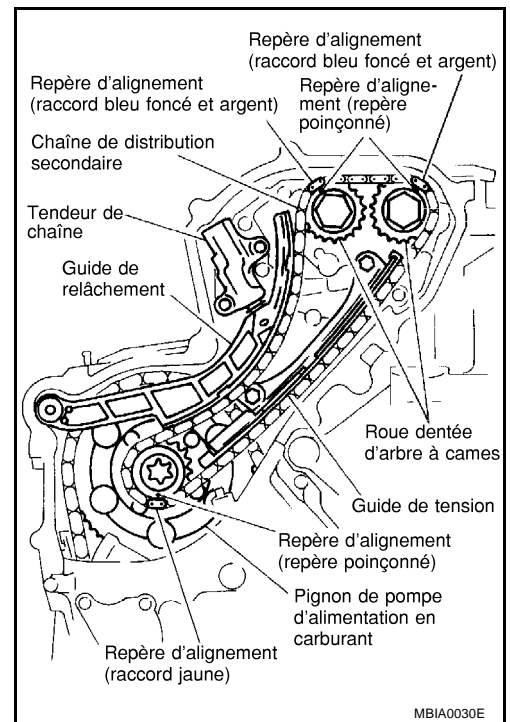 Repère d'alignement
(raccord bleu foncé et argent)
Repère d'alignement
(raccord bleu foncé et argent)
Repère d'aligne-
ment (repère
poinçonné)
Chaîne de distribution
secondaire
Tendeur de
chaîne
Guide de
relâchement
Roue dentée
d'arbre à cames
Guide de tension
Repère d'alignement
(repère poinçonné)
Pignon de pompe
d'alimentation en
carburant
Repère d'alignement
(raccord jaune)
MBIA0030E